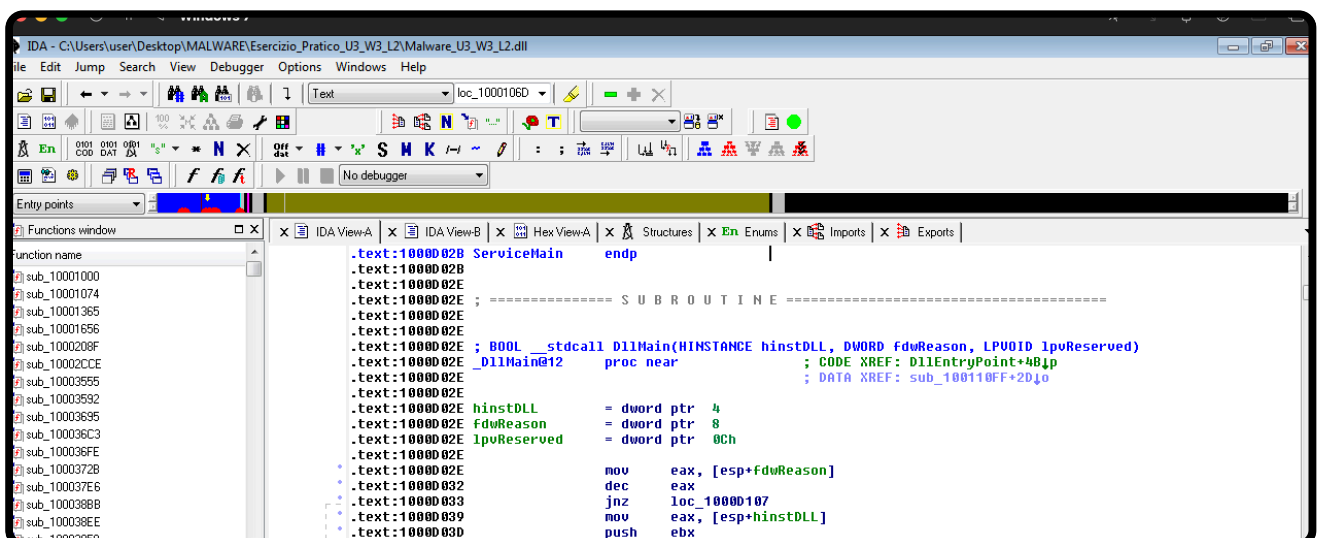 Windows 7
IDA - C:\Users\user\Desktop\MALWARE\Esercizio_Pratico_U3_W3_L2\Malware_U3_W3_L2.dll
ile Edit Jump Search View Debugger Options Windows Help
Text loc_1000106D
En
No debugger
Entry points
Functions window
IDA View-A IDA View-B Hex View-A Structures En Enums Imports Exports
unction name
sub_10001000
sub_10001074
sub_10001365
sub_10001656
sub_1000208F
sub_10002CCE
sub_10003555
sub_10003592
sub_10003695
sub_100036C3
sub_100036FE
sub_1000372B
sub_100037E6
sub_100038BB
sub_100038EE
.text:1000D02B ServiceMain endp
.text:1000D02B
.text:1000D02E
.text:1000D02E ; =============== S U B R O U T I N E =======================================
.text:1000D02E
.text:1000D02E
.text:1000D02E ; BOOL __stdcall DllMain(HINSTANCE hinstDLL, DWORD fdwReason, LPVOID lpvReserved)
.text:1000D02E _DllMain@12 proc near ; CODE XREF: DllEntryPoint+4B↓p
.text:1000D02E ; DATA XREF: sub_100110FF+2D↓o
.text:1000D02E
.text:1000D02E hinstDLL = dword ptr 4
.text:1000D02E fdwReason = dword ptr 8
.text:1000D02E lpvReserved = dword ptr 0Ch
.text:1000D02E
.text:1000D02E mov eax, [esp+fdwReason]
.text:1000D032 dec eax
.text:1000D033 jnz loc_1000D107
.text:1000D039 mov eax, [esp+hinstDLL]
.text:1000D03D push ebx